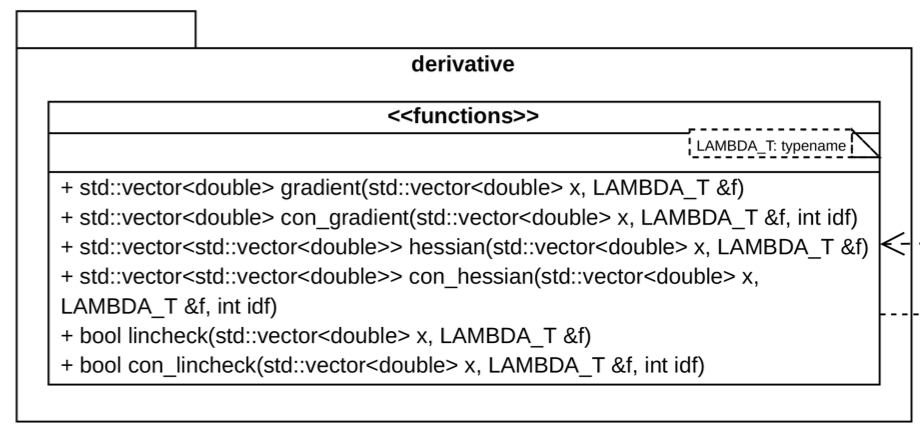 derivative
<<functions>>
LAMBDA_T: typename
+ std::vector<double> gradient(std::vector<double> x, LAMBDA_T &f)
+ std::vector<double> con_gradient(std::vector<double> x, LAMBDA_T &f, int idf)
+ std::vector<std::vector<double>> hessian(std::vector<double> x, LAMBDA_T &f)
+ std::vector<std::vector<double>> con_hessian(std::vector<double> x,
LAMBDA_T &f, int idf)
+ bool lincheck(std::vector<double> x, LAMBDA_T &f)
+ bool con_lincheck(std::vector<double> x, LAMBDA_T &f, int idf)